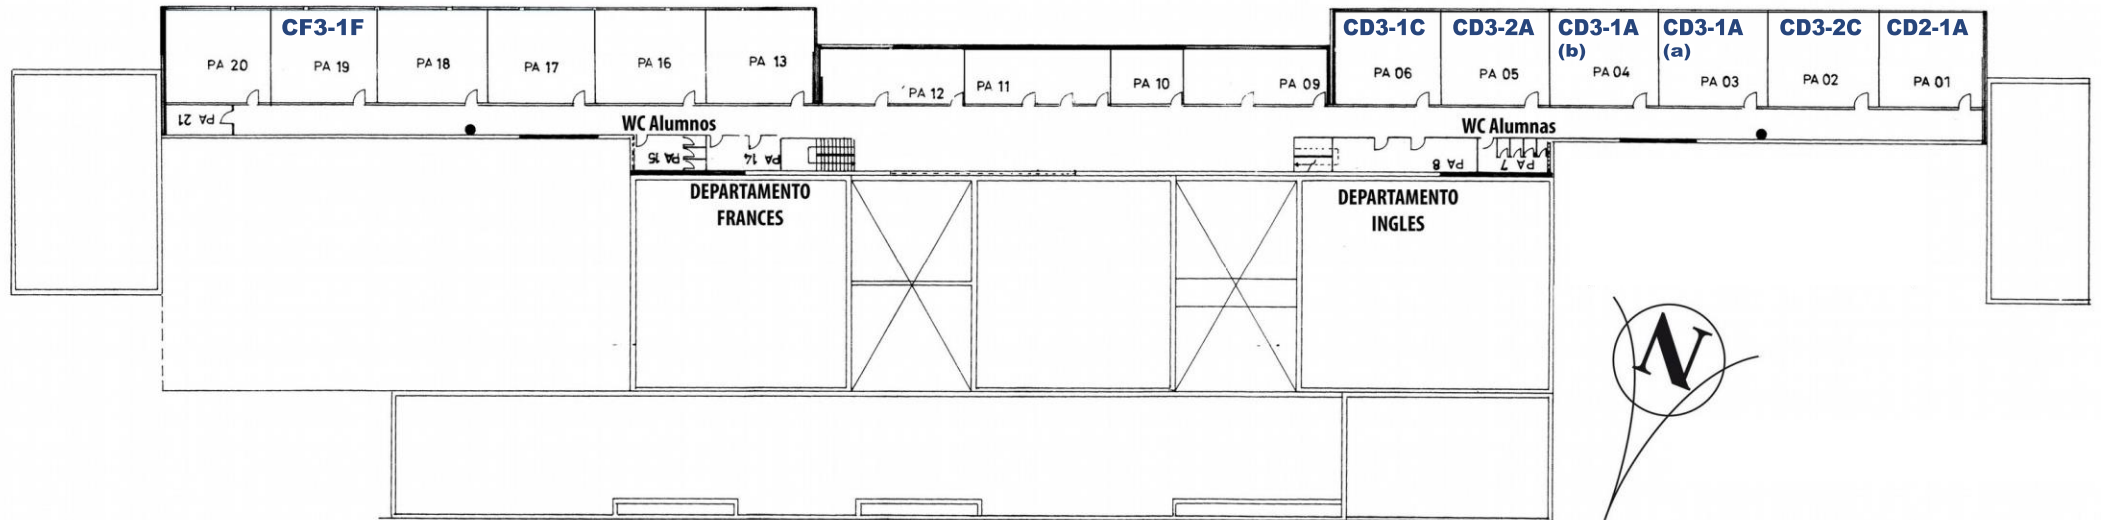 CF3-1F
CD3-1C
CD3-2A
CD3-1A
(b)
CD3-1A
(a)
CD3-2C
CD2-1A
PA 20
PA 19
PA 18
PA 17
PA 16
PA 13
PA 12
PA 11
PA 10
PA 09
PA 06
PA 05
PA 04
PA 03
PA 02
PA 01
PA 21
WC Alumnos
WC Alumnas
PA 15
PA 14
PA 8
PA 7
DEPARTAMENTO
FRANCES
DEPARTAMENTO
INGLES
N